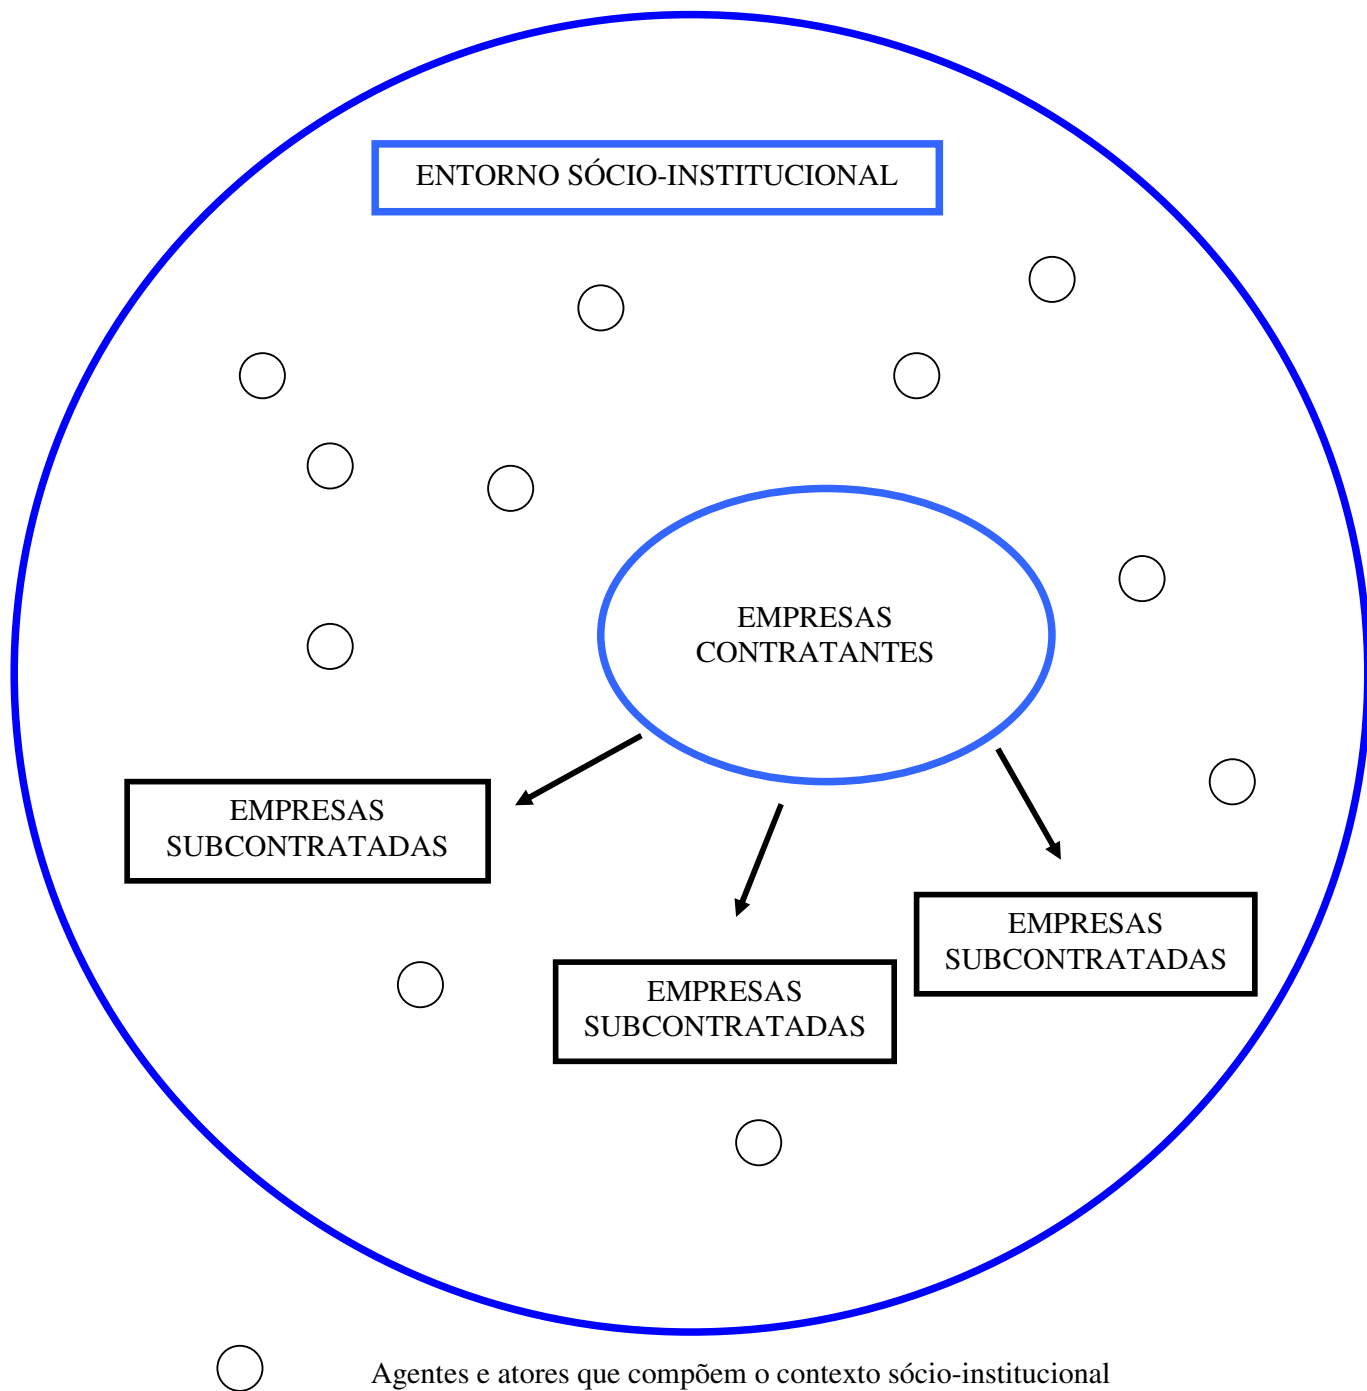 ENTORNO SÓCIO-INSTITUCIONAL
EMPRESAS
CONTRATANTES
EMPRESAS
SUBCONTRATADAS
EMPRESAS
SUBCONTRATADAS
EMPRESAS
SUBCONTRATADAS
Agentes e atores que compõem o contexto sócio-institucional